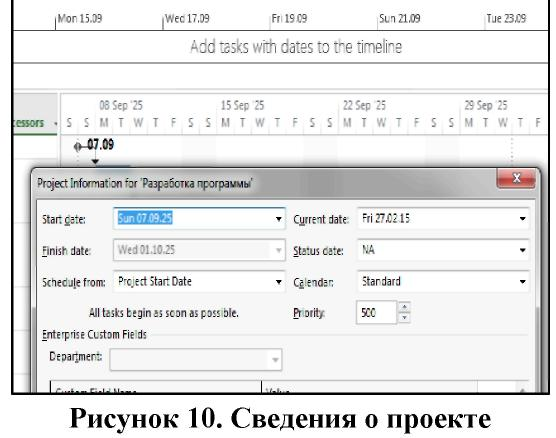 Mon 15.09 Wed 17.09 Fri 19.09 Sun 21.09 Tue 23.09
Add tasks with dates to the timeline
08 Sep '25 15 Sep '25 22 Sep '25 29 Sep '25
cessors S S M T W T F S S M T W T F S S M T W T F S S M T W T F
07.09
Project Information for 'Разработка программы'
Start date: Sun 07.09.25 Current date: Fri 27.02.15
Finish date: Wed 01.10.25 Status date: NA
Schedule from: Project Start Date Calendar: Standard
All tasks begin as soon as possible. Priority: 500
Enterprise Custom Fields
Department:
Custom Field Name Value
Рисунок 10. Сведения о проекте